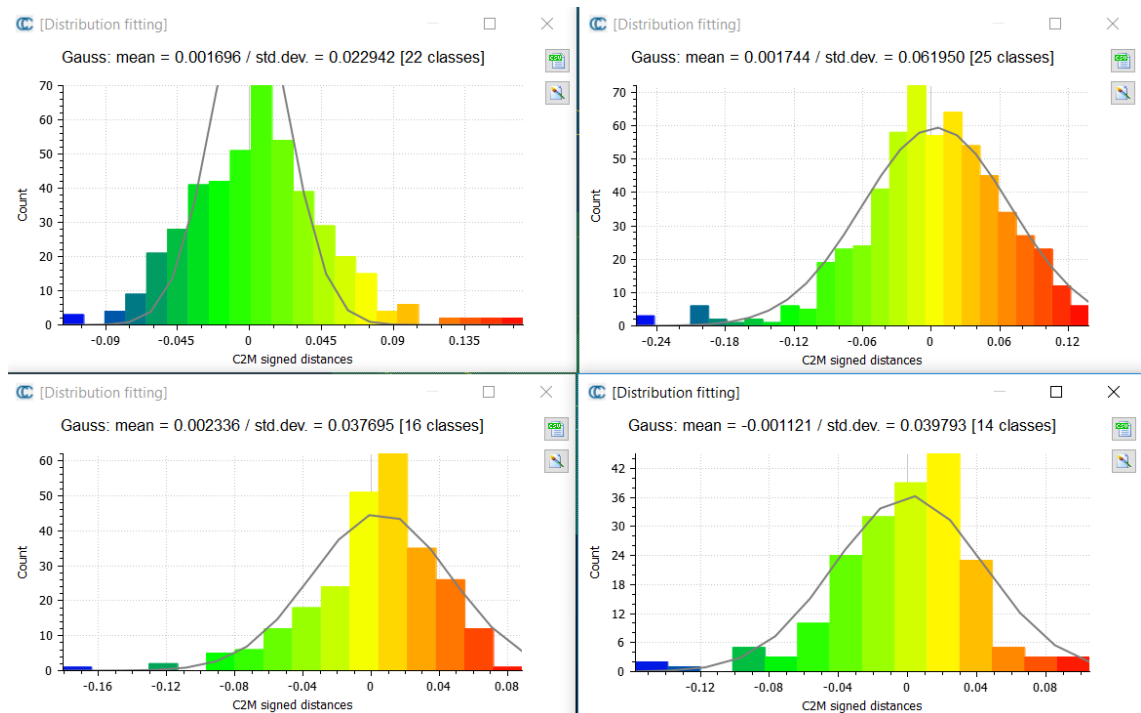 [Distribution fitting]
Gauss: mean = 0.001696 / std.dev. = 0.022942 [22 classes]
70
60
50
40
30
20
10
0
Count
-0.09 -0.045 0 0.045 0.09 0.135
C2M signed distances
[Distribution fitting]
Gauss: mean = 0.001744 / std.dev. = 0.061950 [25 classes]
70
60
50
40
30
20
10
0
Count
-0.24 -0.18 -0.12 -0.06 0 0.06 0.12
C2M signed distances
[Distribution fitting]
Gauss: mean = 0.002336 / std.dev. = 0.037695 [16 classes]
60
50
40
30
20
10
0
Count
-0.16 -0.12 -0.08 -0.04 0 0.04 0.08
C2M signed distances
[Distribution fitting]
Gauss: mean = -0.001121 / std.dev. = 0.039793 [14 classes]
42
36
30
24
18
12
6
0
Count
-0.12 -0.08 -0.04 0 0.04 0.08
C2M signed distances